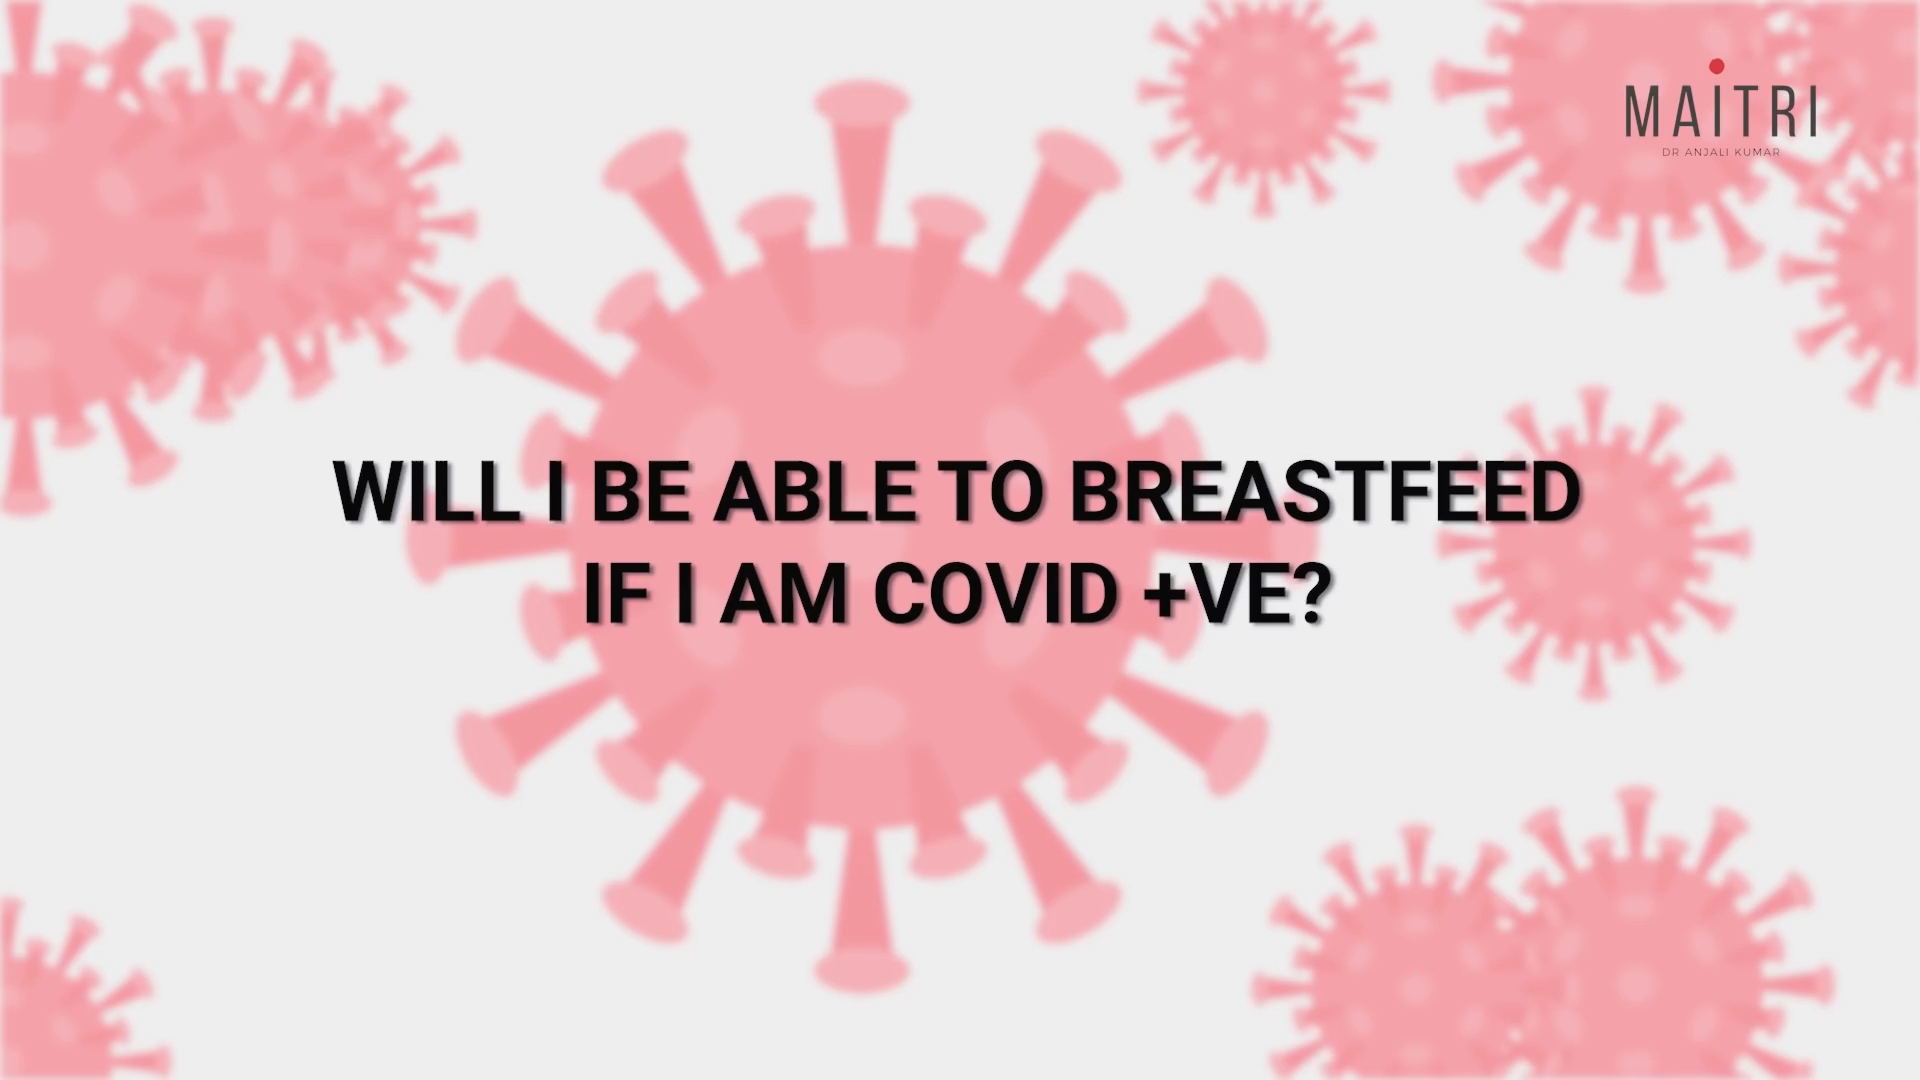 MAITRI
DR ANJALI KUMAR
WILL I BE ABLE TO BREASTFEED
IF I AM COVID +VE?